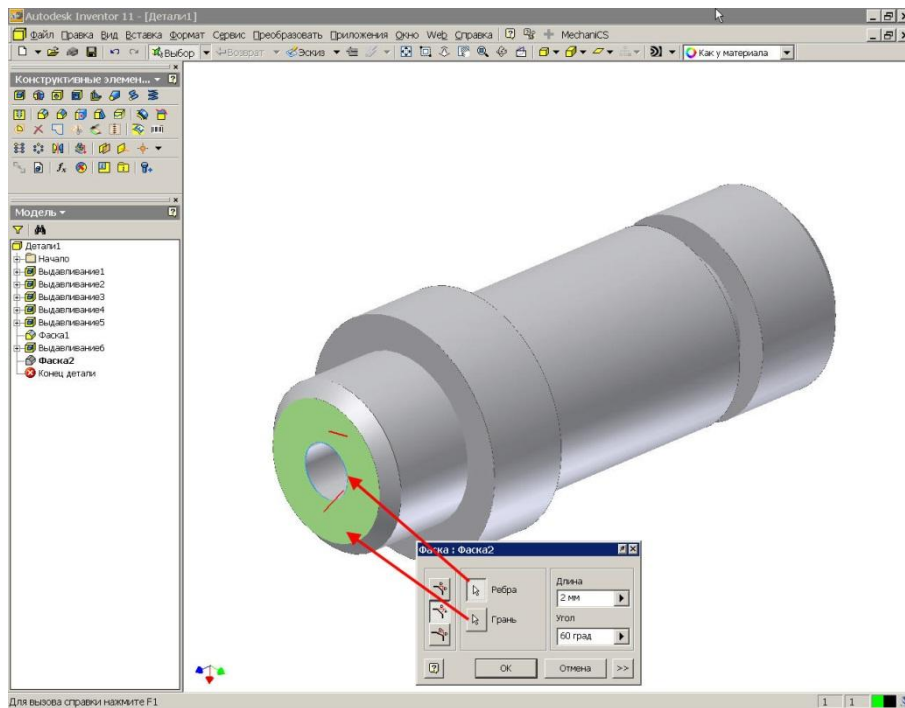 Autodesk Inventor 11 - [Детали1]
Файл Правка Вид Вставка Формат Сервис Преобразовать Приложения Окно Web Справка MechaniCS
Выбор Возврат Эскиз Как у материала
Конструктивные элемен...
Модель
Детали1
Начало
Выдавливание1
Выдавливание2
Выдавливание3
Выдавливание4
Выдавливание5
Фаска1
Выдавливание6
Фаска2
Конец детали
Фаска : Фаска2
Ребра
Грань
Длина
2 мм
Угол
60 град
OK
Отмена
>>
Для вызова справки нажмите F1
1 1